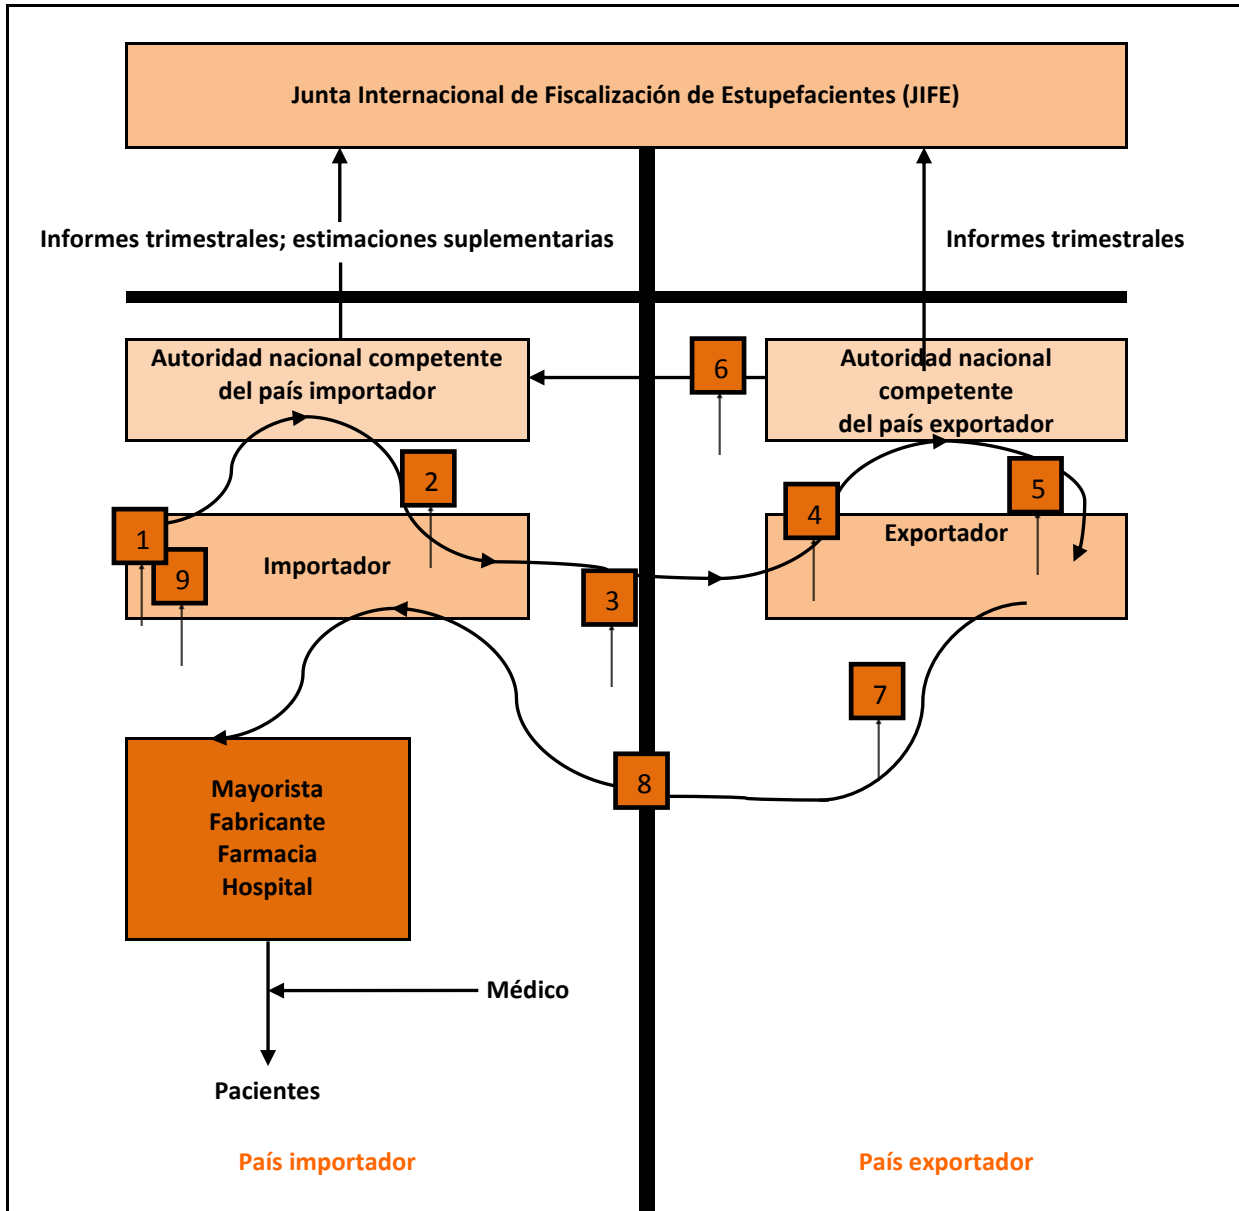 Junta Internacional de Fiscalización de Estupefacientes (JIFE)
Informes trimestrales; estimaciones suplementarias
Informes trimestrales
Autoridad nacional competente
del país importador
6
Autoridad nacional
competente
del país exportador
2
5
4
1
9
Importador
Exportador
3
7
8
Mayorista
Fabricante
Farmacia
Hospital
Médico
Pacientes
País importador
País exportador